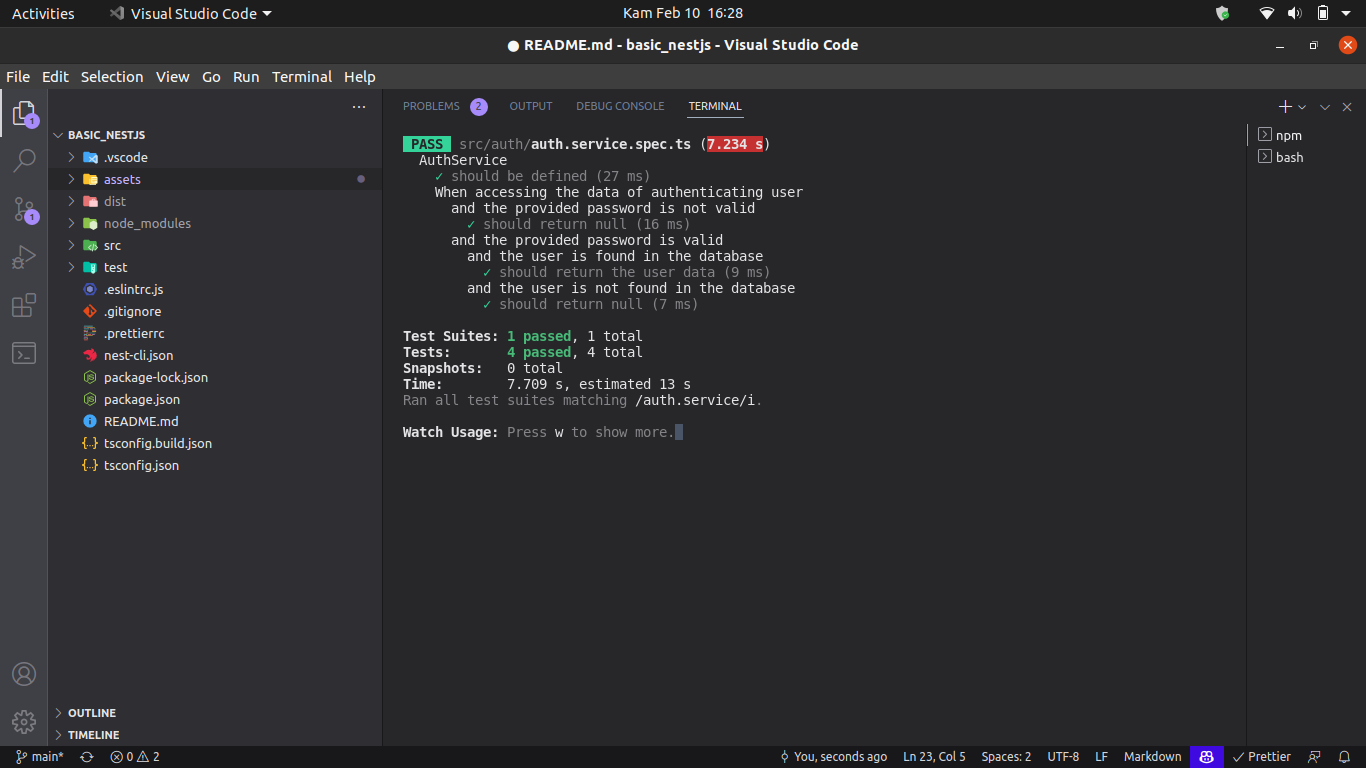 Activities
Visual Studio Code
Kam Feb 10 16:28
● README.md - basic_nestjs - Visual Studio Code
File Edit Selection View Go Run Terminal Help
PROBLEMS 2 OUTPUT DEBUG CONSOLE TERMINAL
1
1
BASIC_NESTJS
.vscode
assets
dist
node_modules
src
test
.eslintrc.js
.gitignore
.prettierrc
nest-cli.json
package-lock.json
package.json
README.md
tsconfig.build.json
tsconfig.json
OUTLINE
TIMELINE
PASS src/auth/auth.service.spec.ts (7.234 s)
AuthService
✓ should be defined (27 ms)
When accessing the data of authenticating user
and the provided password is not valid
✓ should return null (16 ms)
and the provided password is valid
and the user is found in the database
✓ should return the user data (9 ms)
and the user is not found in the database
✓ should return null (7 ms)
Test Suites: 1 passed, 1 total
Tests: 4 passed, 4 total
Snapshots: 0 total
Time: 7.709 s, estimated 13 s
Ran all test suites matching /auth.service/i.
Watch Usage: Press w to show more.
npm
bash
main* 0 2
You, seconds ago Ln 23, Col 5 Spaces: 2 UTF-8 LF Markdown Prettier